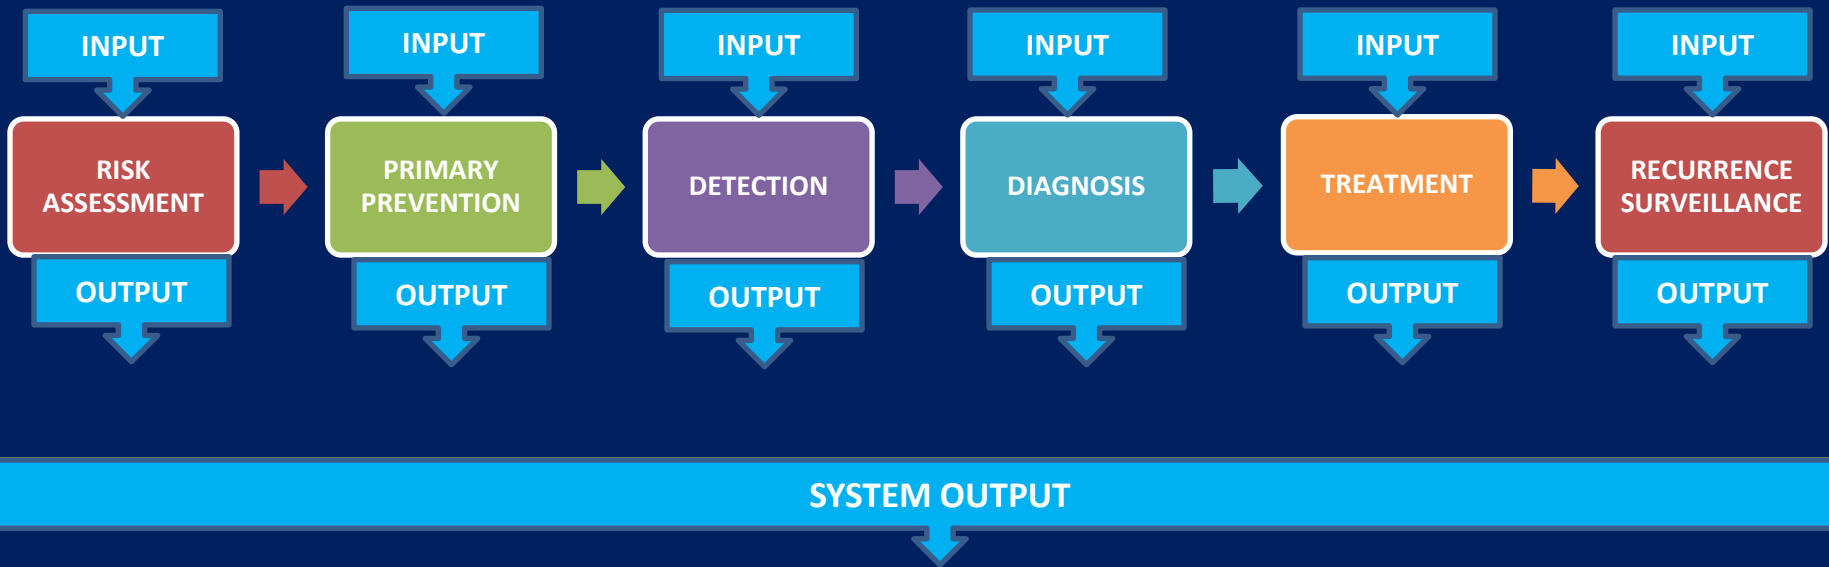 INPUT
INPUT
INPUT
INPUT
INPUT
INPUT
RISK
ASSESSMENT
PRIMARY
PREVENTION
DETECTION
DIAGNOSIS
TREATMENT
RECURRENCE
SURVEILLANCE
OUTPUT
OUTPUT
OUTPUT
OUTPUT
OUTPUT
OUTPUT
SYSTEM OUTPUT